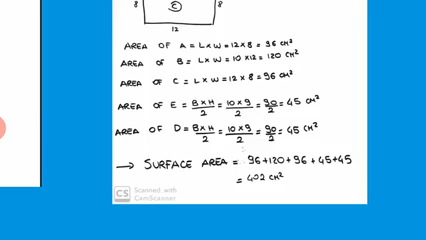 8 C 8
12
AREA OF A = L x W = 12 x 8 = 96 cm²
AREA OF B = L x W = 10 x 12 = 120 cm²
AREA OF C = L x W = 12 x 8 = 96 cm²
AREA OF E = B x H / 2 = 10 x 9 / 2 = 90 / 2 = 45 cm²
AREA OF D = B x H / 2 = 10 x 9 / 2 = 90 / 2 = 45 cm²
→ SURFACE AREA = 96 + 120 + 96 + 45 + 45
= 402 cm²
CS Scanned with
CamScanner